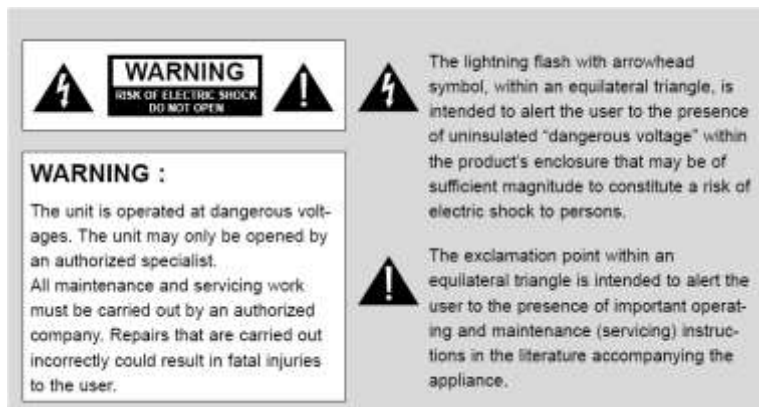 WARNING
RISK OF ELECTRIC SHOCK
DO NOT OPEN
WARNING :
The unit is operated at dangerous volt-
ages. The unit may only be opened by
an authorized specialist.
All maintenance and servicing work
must be carried out by an authorized
company. Repairs that are carried out
incorrectly could result in fatal injuries
to the user.
The lightning flash with arrowhead
symbol, within an equilateral triangle, is
intended to alert the user to the presence
of uninsulated “dangerous voltage” within
the product's enclosure that may be of
sufficient magnitude to constitute a risk of
electric shock to persons.
The exclamation point within an
equilateral triangle is intended to alert the
user to the presence of important operat-
ing and maintenance (servicing) instruc-
tions in the literature accompanying the
appliance.